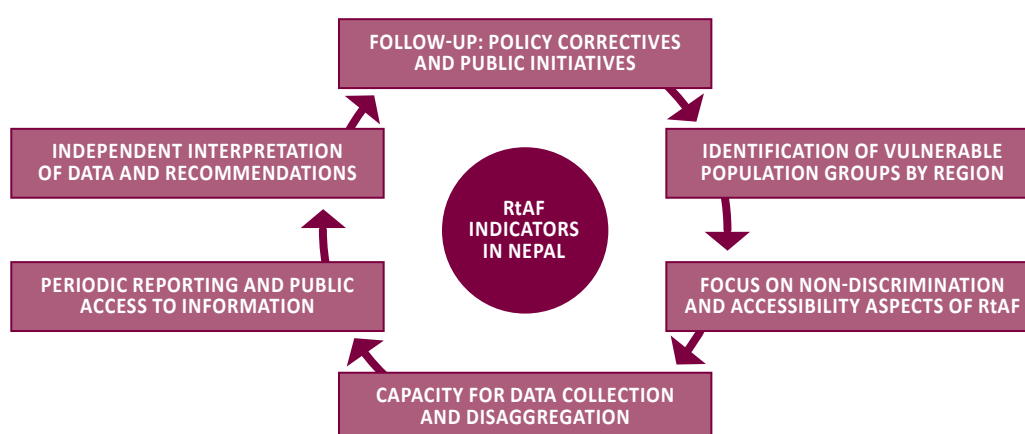 FOLLOW-UP: POLICY CORRECTIVES
AND PUBLIC INITIATIVES
IDENTIFICATION OF VULNERABLE
POPULATION GROUPS BY REGION
FOCUS ON NON-DISCRIMINATION
AND ACCESSIBILITY ASPECTS OF RtAF
CAPACITY FOR DATA COLLECTION
AND DISAGGREGATION
PERIODIC REPORTING AND PUBLIC
ACCESS TO INFORMATION
INDEPENDENT INTERPRETATION
OF DATA AND RECOMMENDATIONS
RtAF
INDICATORS
IN NEPAL